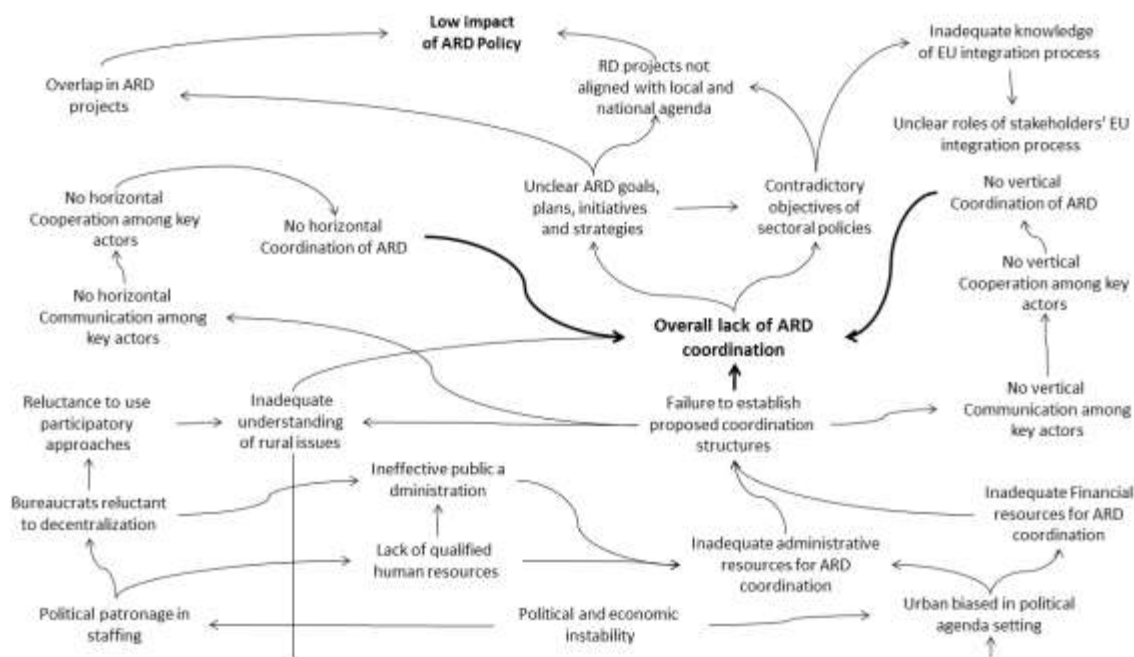 Low impact
of ARD Policy
Inadequate knowledge
of EU integration process
Overlap in ARD
projects
RD projects not
aligned with local and
national agenda
Unclear roles of stakeholders' EU
integration process
No horizontal
Cooperation among key
actors
No horizontal
Coordination of ARD
Unclear ARD goals,
plans, initiatives
and strategies
Contradictory
objectives of
sectoral policies
No vertical
Coordination of ARD
No vertical
Cooperation among key
actors
No horizontal
Communication among
key actors
Overall lack of ARD
coordination
Reluctance to use
participatory
approaches
Inadequate
understanding
of rural issues
Failure to establish
proposed coordination
structures
No vertical
Communication among
key actors
Bureaucrats reluctant
to decentralization
Ineffective public a
dministration
Inadequate Financial
resources for ARD
coordination
Lack of qualified
human resources
Inadequate administrative
resources for ARD
coordination
Political patronage in
staffing
Political and economic
instability
Urban biased in political
agenda setting